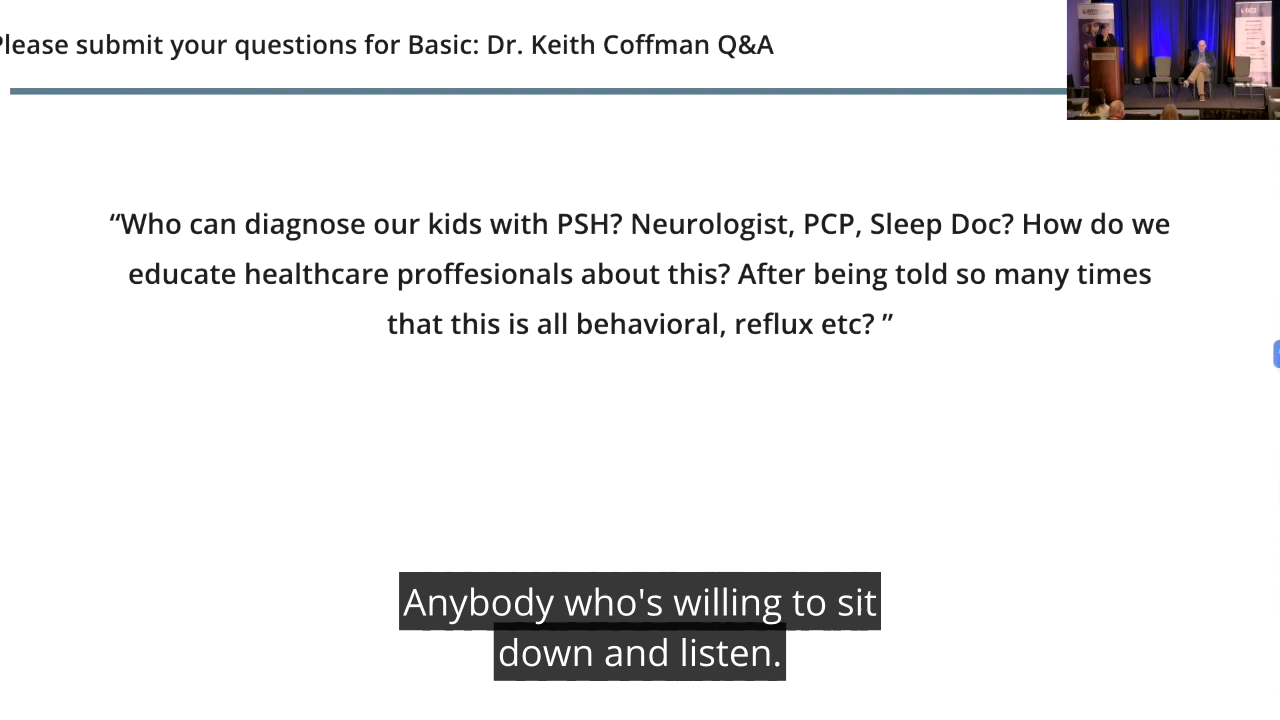 Please submit your questions for Basic: Dr. Keith Coffman Q&A
“Who can diagnose our kids with PSH? Neurologist, PCP, Sleep Doc? How do we
educate healthcare proffesionals about this? After being told so many times
that this is all behavioral, reflux etc? ”
Anybody who's willing to sit
down and listen.